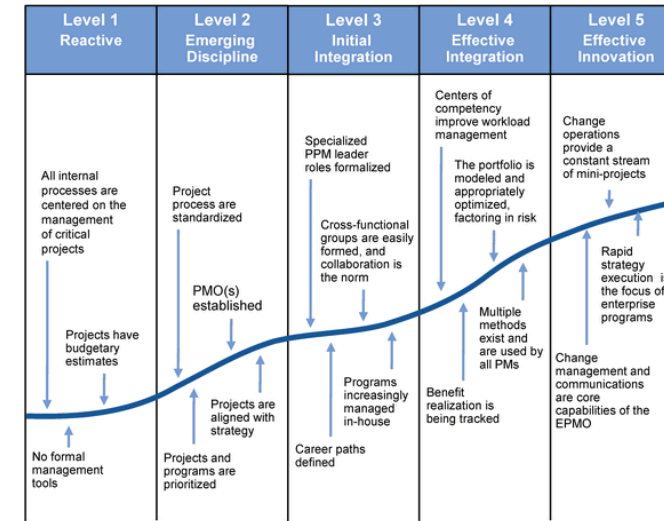 Level 1
Reactive
Level 2
Emerging
Discipline
Level 3
Initial
Integration
Level 4
Effective
Integration
Level 5
Effective
Innovation
All internal
processes are
centered on the
management
of critical
projects
Projects have
budgetary
estimates
No formal
management
tools
Project
process are
standardized
PMO(s)
established
Projects are
aligned with
strategy
Projects and
programs are
prioritized
Specialized
PPM leader
roles formalized
Cross-functional
groups are easily
formed, and
collaboration is
the norm
Programs
increasingly
managed
in-house
Career paths
defined
Centers of
competency
improve workload
management
The portfolio is
modeled and
appropriately
optimized,
factoring in risk
Multiple
methods
exist and
are used by
all PMs
Benefit
realization is
being tracked
Change
operations
provide a
constant stream
of mini-projects
Rapid
strategy
execution
the focus of
enterprise
programs
Change
management and
communications
are core
capabilities of the
EPMO